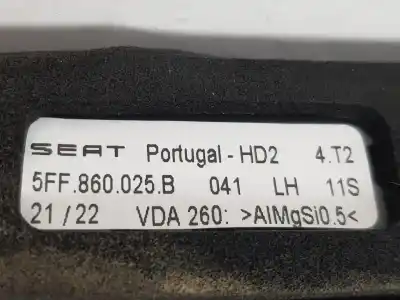 SEAT Portugal - HD2 4.T2
5FF.860.025.B 041 LH 11S
21/22 VDA 260: >AlMgSi0.5<